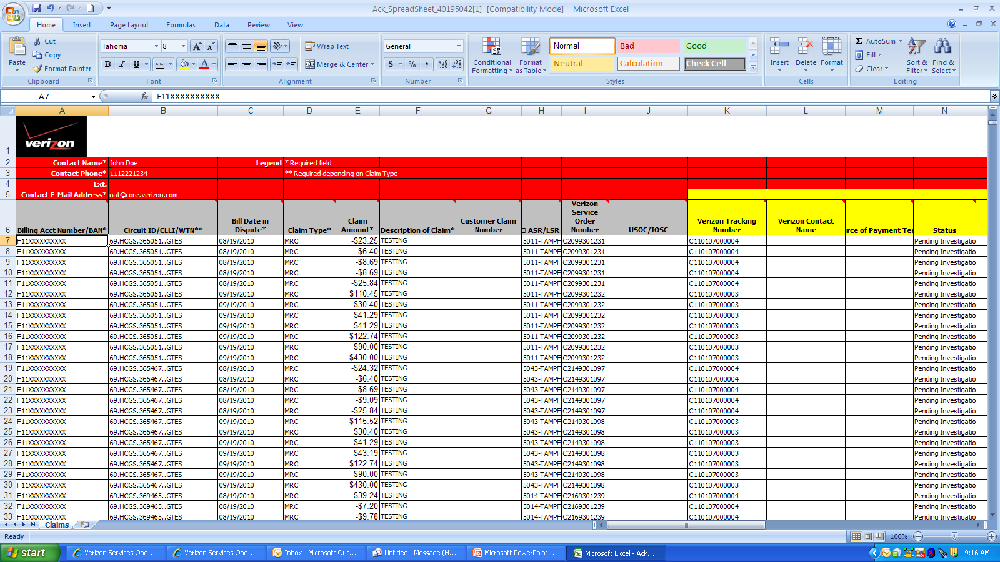 Ack_SpreadSheet_40195042[1] [Compatibility Mode] - Microsoft Excel
Home Insert Page Layout Formulas Data Review View
Paste Cut Copy Format Painter Clipboard
Tahoma 8 B I U Font
Wrap Text Merge & Center Alignment
General $ % , Number
Conditional Formatting Format as Table Normal Bad Good Neutral Calculation Check Cell Styles
Insert Delete Format Cells
Σ AutoSum Fill Clear Sort & Filter Find & Select Editing
A7 fx F11XXXXXXXXXX
A B C D E F G H I J K L M N
1 verizon
2 Contact Name* John Doe Legend * Required field
3 Contact Phone* 1112221234 ** Required depending on Claim Type
4 Ext.
5 Contact E-Mail Address* uat@core.verizon.com
6 Billing Acct Number/BAN* Circuit ID/CLLI/WTN** Bill Date in Dispute* Claim Type* Claim Amount* Description of Claim* Customer Claim Number ASR/LSR Verizon Service Order Number USOC/IOSC Verizon Tracking Number Verizon Contact Name rce of Payment Ter Status
7 F11XXXXXXXXXX 69.HCGS.365051..GTES 08/19/2010 MRC -$23.25 TESTING 5011-TAMPF C2099301231 C110107000004 Pending Investigatio
8 F11XXXXXXXXXX 69.HCGS.365051..GTES 08/19/2010 MRC -$6.40 TESTING 5011-TAMPF C2099301231 C110107000004 Pending Investigatio
9 F11XXXXXXXXXX 69.HCGS.365051..GTES 08/19/2010 MRC -$8.69 TESTING 5011-TAMPF C2099301231 C110107000004 Pending Investigatio
10 F11XXXXXXXXXX 69.HCGS.365051..GTES 08/19/2010 MRC -$8.69 TESTING 5011-TAMPF C2099301231 C110107000004 Pending Investigatio
11 F11XXXXXXXXXX 69.HCGS.365051..GTES 08/19/2010 MRC -$25.84 TESTING 5011-TAMPF C2099301231 C110107000004 Pending Investigatio
12 F11XXXXXXXXXX 69.HCGS.365051..GTES 09/19/2010 MRC $110.45 TESTING 5011-TAMPF C2099301232 C110107000003 Pending Investigatio
13 F11XXXXXXXXXX 69.HCGS.365051..GTES 09/19/2010 MRC $30.40 TESTING 5011-TAMPF C2099301232 C110107000003 Pending Investigatio
14 F11XXXXXXXXXX 69.HCGS.365051..GTES 09/19/2010 MRC $41.29 TESTING 5011-TAMPF C2099301232 C110107000003 Pending Investigatio
15 F11XXXXXXXXXX 69.HCGS.365051..GTES 09/19/2010 MRC $41.29 TESTING 5011-TAMPF C2099301232 C110107000003 Pending Investigatio
16 F11XXXXXXXXXX 69.HCGS.365051..GTES 09/19/2010 MRC $122.74 TESTING 5011-TAMPF C2099301232 C110107000003 Pending Investigatio
17 F11XXXXXXXXXX 69.HCGS.365051..GTES 09/19/2010 MRC $90.00 TESTING 5011-TAMPF C2099301232 C110107000003 Pending Investigatio
18 F11XXXXXXXXXX 69.HCGS.365051..GTES 09/19/2010 MRC $430.00 TESTING 5011-TAMPF C2099301232 C110107000003 Pending Investigatio
19 F11XXXXXXXXXX 69.HCGS.365467..GTES 08/19/2010 MRC -$24.32 TESTING 5043-TAMPF C2149301097 C110107000004 Pending Investigatio
20 F11XXXXXXXXXX 69.HCGS.365467..GTES 08/19/2010 MRC -$6.40 TESTING 5043-TAMPF C2149301097 C110107000004 Pending Investigatio
21 F11XXXXXXXXXX 69.HCGS.365467..GTES 08/19/2010 MRC -$8.69 TESTING 5043-TAMPF C2149301097 C110107000004 Pending Investigatio
22 F11XXXXXXXXXX 69.HCGS.365467..GTES 08/19/2010 MRC -$9.09 TESTING 5043-TAMPF C2149301097 C110107000004 Pending Investigatio
23 F11XXXXXXXXXX 69.HCGS.365467..GTES 08/19/2010 MRC -$25.84 TESTING 5043-TAMPF C2149301097 C110107000004 Pending Investigatio
24 F11XXXXXXXXXX 69.HCGS.365467..GTES 09/19/2010 MRC $115.52 TESTING 5043-TAMPF C2149301098 C110107000003 Pending Investigatio
25 F11XXXXXXXXXX 69.HCGS.365467..GTES 09/19/2010 MRC $30.40 TESTING 5043-TAMPF C2149301098 C110107000003 Pending Investigatio
26 F11XXXXXXXXXX 69.HCGS.365467..GTES 09/19/2010 MRC $41.29 TESTING 5043-TAMPF C2149301098 C110107000003 Pending Investigatio
27 F11XXXXXXXXXX 69.HCGS.365467..GTES 09/19/2010 MRC $43.19 TESTING 5043-TAMPF C2149301098 C110107000003 Pending Investigatio
28 F11XXXXXXXXXX 69.HCGS.365467..GTES 09/19/2010 MRC $122.74 TESTING 5043-TAMPF C2149301098 C110107000003 Pending Investigatio
29 F11XXXXXXXXXX 69.HCGS.365467..GTES 09/19/2010 MRC $90.00 TESTING 5043-TAMPF C2149301098 C110107000003 Pending Investigatio
30 F11XXXXXXXXXX 69.HCGS.365467..GTES 09/19/2010 MRC $430.00 TESTING 5043-TAMPF C2149301098 C110107000003 Pending Investigatio
31 F11XXXXXXXXXX 69.HCGS.369465..GTES 08/19/2010 MRC -$39.24 TESTING 5014-TAMPF C2169301239 C110107000004 Pending Investigatio
32 F11XXXXXXXXXX 69.HCGS.369465..GTES 08/19/2010 MRC -$7.20 TESTING 5014-TAMPF C2169301239 C110107000004 Pending Investigatio
33 F11XXXXXXXXXX 69.HCGS.369465..GTES 08/19/2010 MRC -$9.78 TESTING 5014-TAMPF C2169301239 C110107000004 Pending Investigatio
Claims
Ready 100%
start Verizon Services Ope... Verizon Services Ope... Inbox - Microsoft Out... Untitled - Message (H... Microsoft PowerPoint ... Microsoft Excel - Ack... 9:16 AM